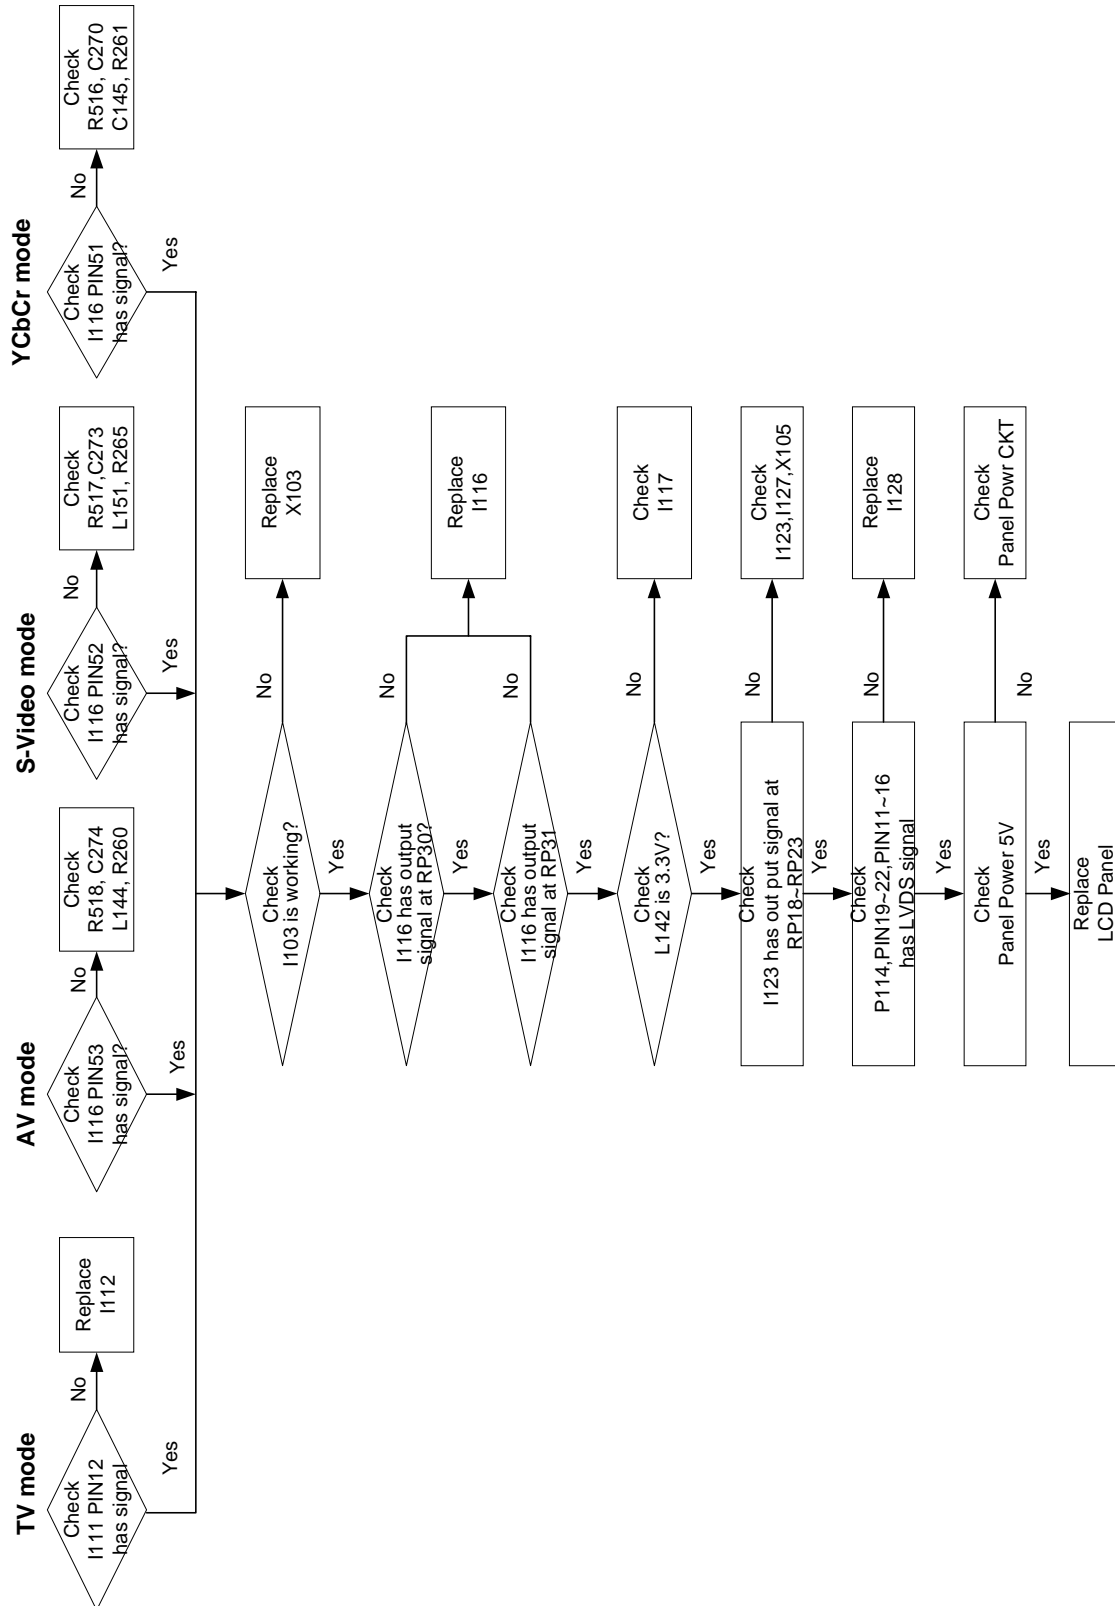 TV mode
Check
I111 PIN12
has signal
No
Replace
I112
Yes
AV mode
Check
I116 PIN53
has signal?
No
Check
R518, C274
L144, R260
Yes
S-Video mode
Check
I116 PIN52
has signal?
No
Check
R517,C273
L151, R265
Yes
YCbCr mode
Check
I116 PIN51
has signal?
No
Check
R516, C270
C145, R261
Yes
Check
I103 is working?
No
Replace
X103
Yes
Check
I116 has output
signal at RP30?
No
Replace
I116
Yes
Check
I116 has output
signal at RP31
No
Yes
Check
L142 is 3.3V?
No
Check
I117
Yes
Check
I123 has out put signal at
RP18~RP23
No
Check
I123,I127,X105
Yes
Check
P114,PIN19~22,PIN11~16
has LVDS signal
No
Replace
I128
Yes
Check
Panel Power 5V
No
Check
Panel Powr CKT
Yes
Replace
LCD Panel